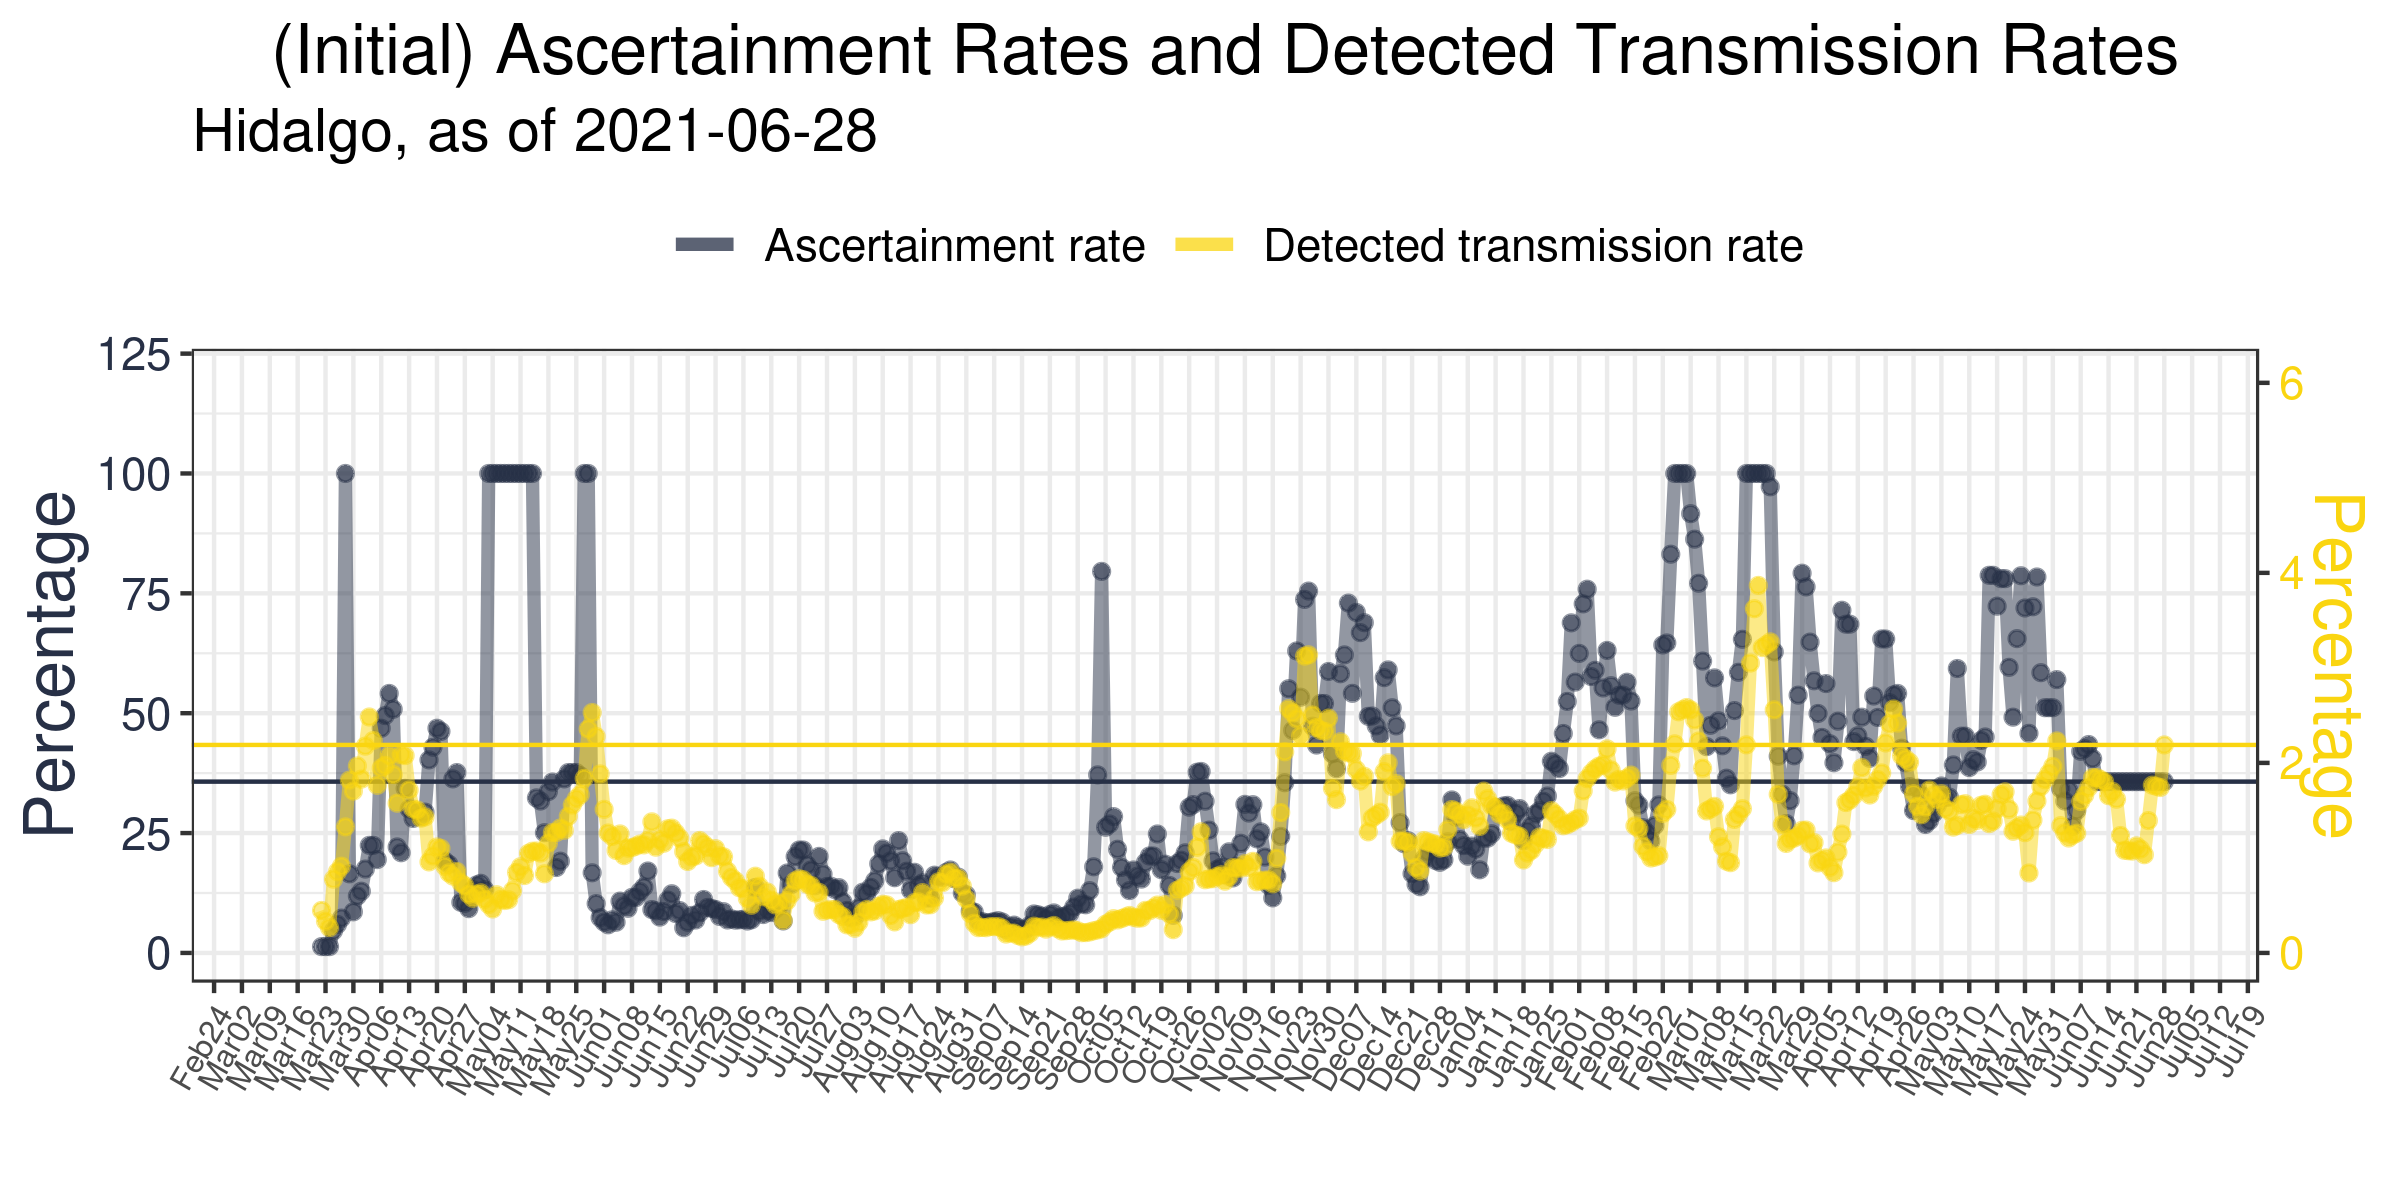 (Initial) Ascertainment Rates and Detected Transmission Rates
Hidalgo, as of 2021-06-28
Ascertainment rate
Detected transmission rate
Percentage
125
100
75
50
25
0
6
4
2
0
Percentage
Feb24
Mar02
Mar09
Mar16
Mar23
Mar30
Apr06
Apr13
Apr20
Apr27
May04
May11
May18
May25
Jun01
Jun08
Jun15
Jun22
Jun29
Jul06
Jul13
Jul20
Jul27
Aug03
Aug10
Aug17
Aug24
Aug31
Sep07
Sep14
Sep21
Sep28
Oct05
Oct12
Oct19
Oct26
Nov02
Nov09
Nov16
Nov23
Nov30
Dec07
Dec14
Dec21
Dec28
Jan04
Jan11
Jan18
Jan25
Feb01
Feb08
Feb15
Feb22
Mar01
Mar08
Mar15
Mar22
Mar29
Apr05
Apr12
Apr19
Apr26
May03
May10
May17
May24
May31
Jun07
Jun14
Jun21
Jun28
Jul05
Jul12
Jul19